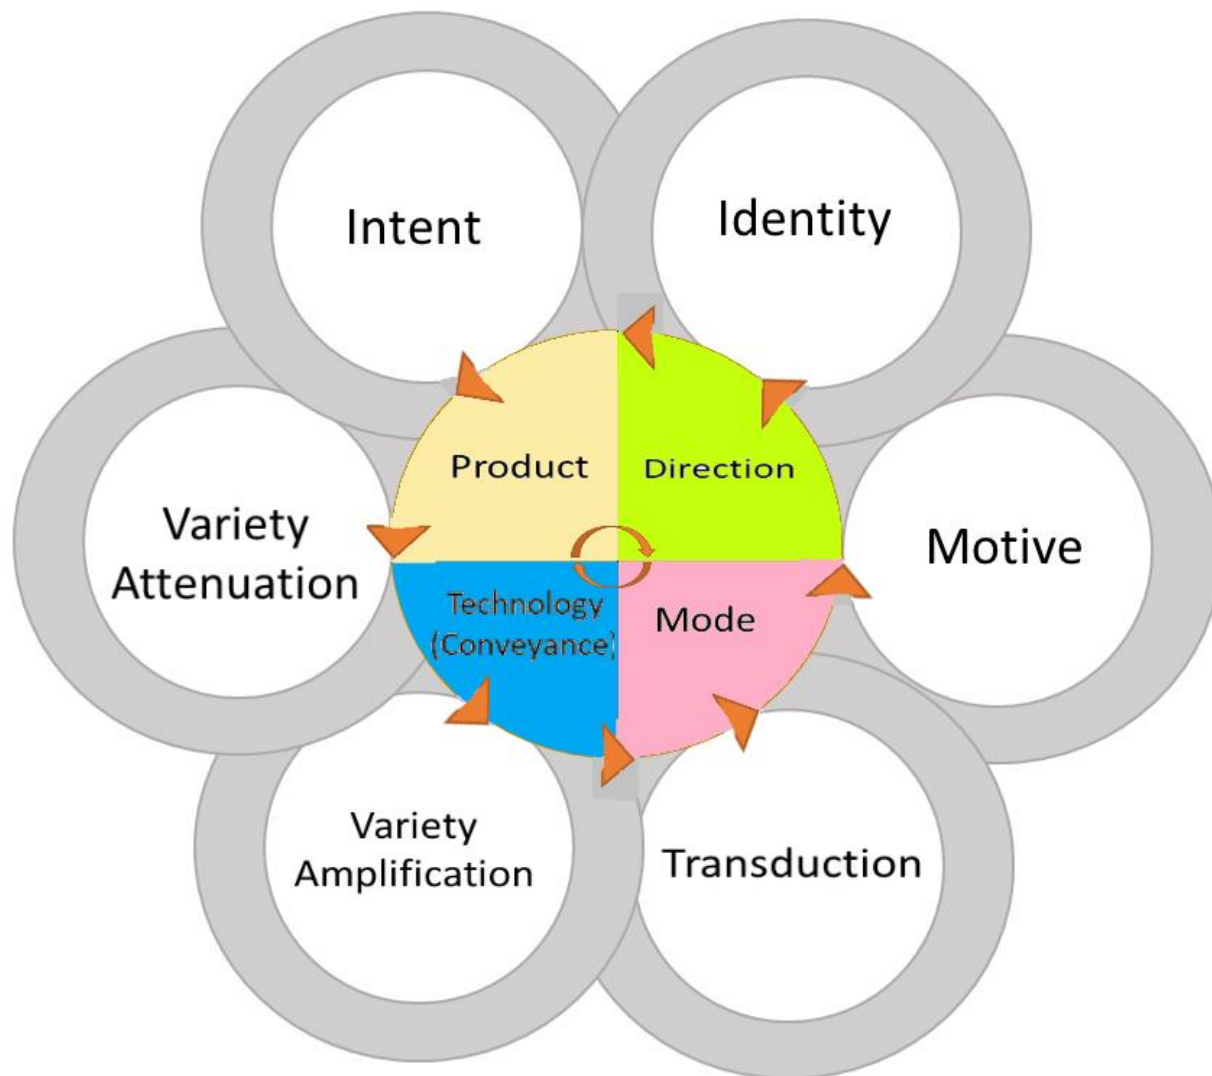 Intent
Identity
Product
Direction
Variety
Attenuation
Motive
Technology
(Conveyance)
Mode
Variety
Amplification
Transduction